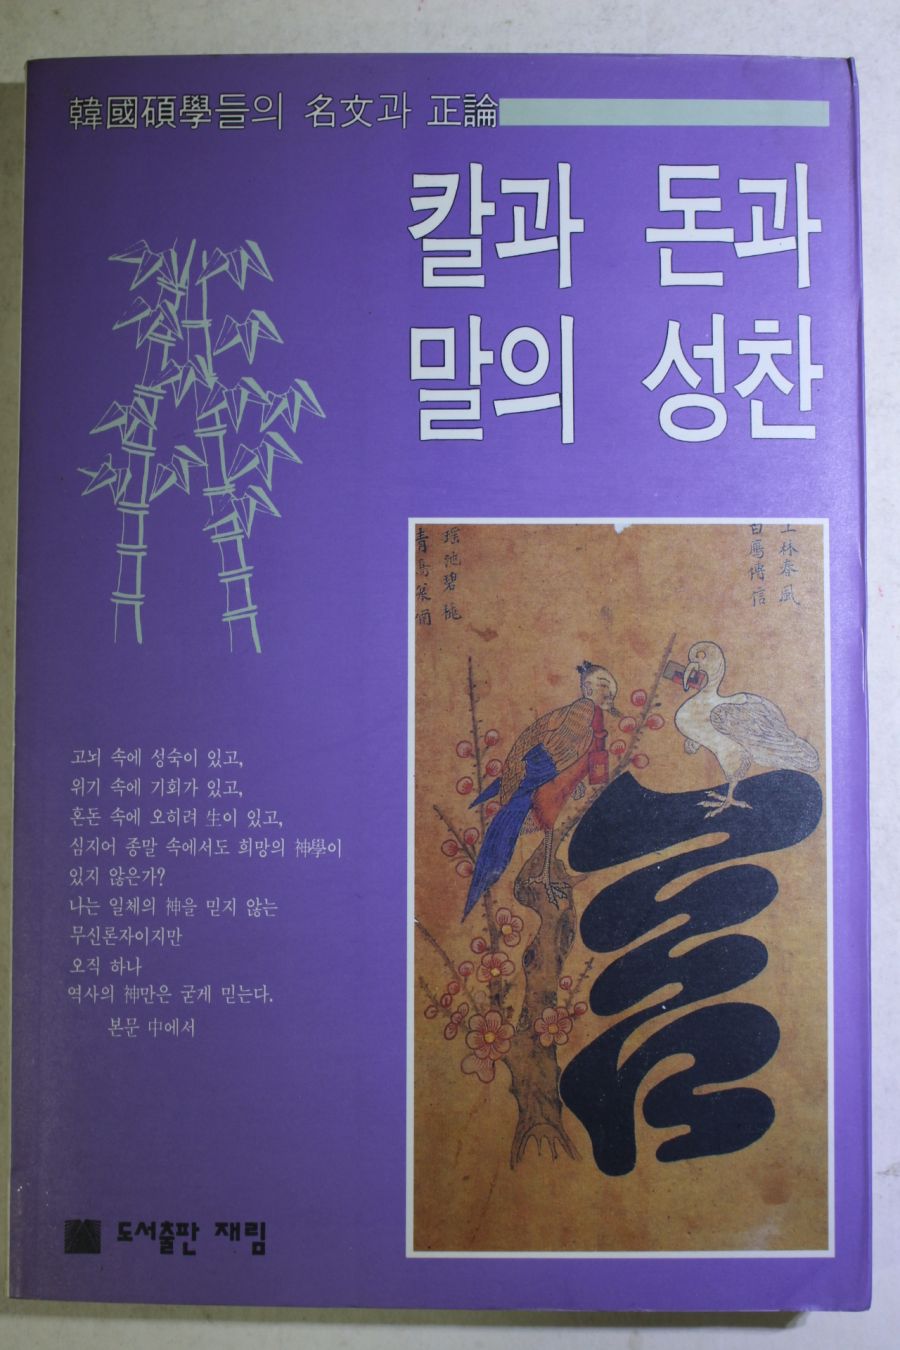 韓國碩學들의 名文과 正論
칼과 돈과
말의 성찬
瑤池碧桃
青鳥
上林春風
白鴈傳信
고뇌 속에 성숙이 있고,
위기 속에 기회가 있고,
혼돈 속에 오히려 生이 있고,
심지어 종말 속에서도 희망의 神學이
있지 않은가?
나는 일체의 神을 믿지 않는
무신론자이지만
오직 하나
역사의 神만은 굳게 믿는다.
본문 中에서
도서출판 재림